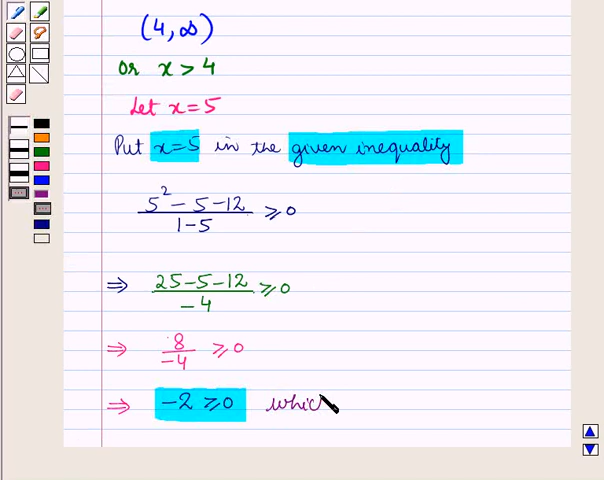 (4, ∞)
Or x > 4
Let x = 5
Put x = 5 in the given inequality
5² - 5 - 12 / 1 - 5 ⩾ 0
⇒ 25 - 5 - 12 / -4 ⩾ 0
⇒ 8 / -4 ⩾ 0
⇒ -2 ⩾ 0 whic